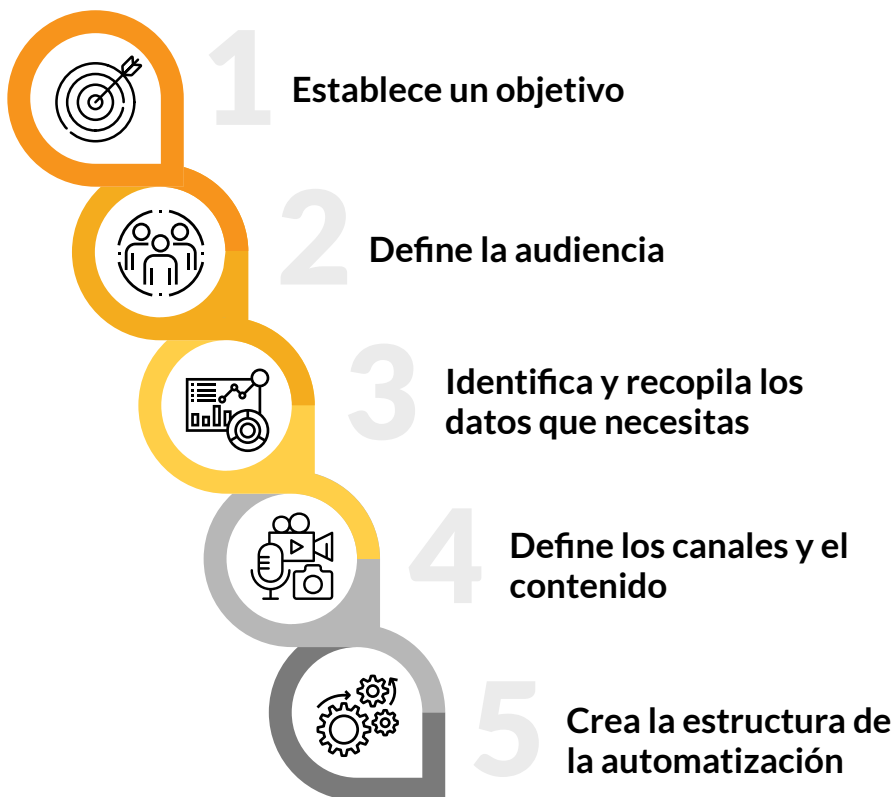 1
Establece un objetivo
2
Define la audiencia
3
Identifica y recopila los
datos que necesitas
4
Define los canales y el
contenido
5
Crea la estructura de
la automatización